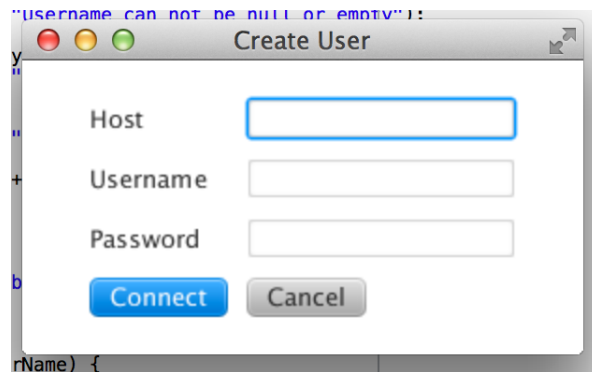 "Username can not be null or empty");
Create User
y
"
Host
"
+
Username
Password
b
Connect Cancel
rName) {